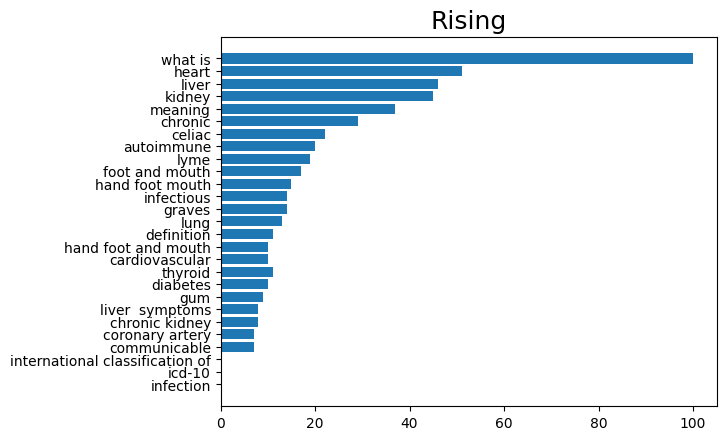 Rising
what is
heart
liver
kidney
meaning
chronic
celiac
autoimmune
lyme
foot and mouth
hand foot mouth
infectious
graves
lung
definition
hand foot and mouth
cardiovascular
thyroid
diabetes
gum
liver  symptoms
chronic kidney
coronary artery
communicable
international classification of
icd-10
infection
0 20 40 60 80 100